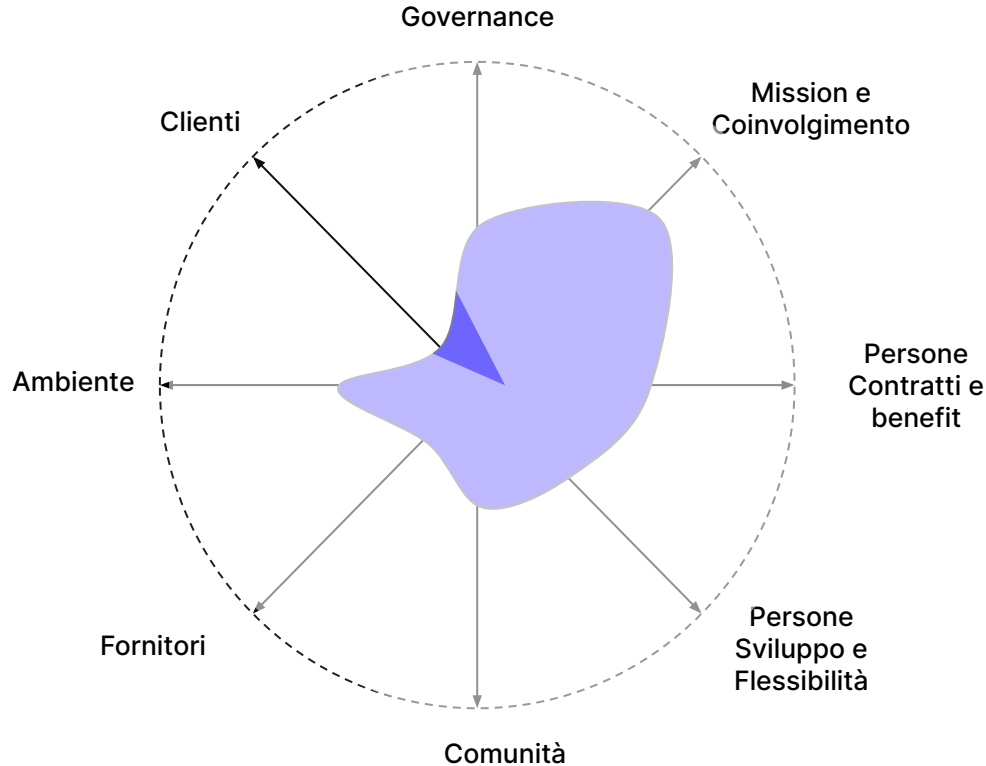 Governance
Mission e
Coinvolgimento
Clienti
Persone
Contratti e
benefit
Ambiente
Persone
Sviluppo e
Flessibilità
Fornitori
Comunità